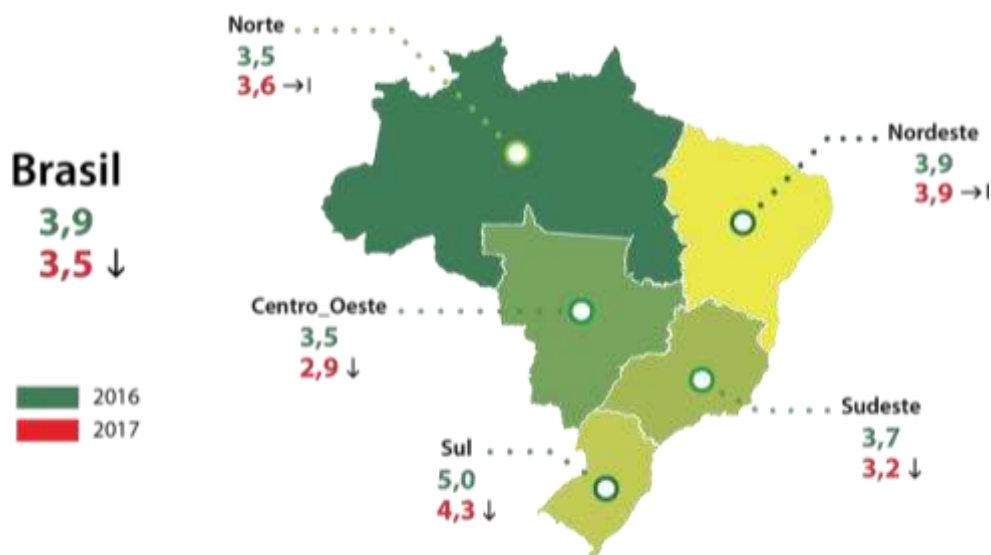 Norte
3,5
3,6 →I
Nordeste
3,9
3,9 →I
Brasil
3,9
3,5 ↓
Centro_Oeste
3,5
2,9 ↓
2016
2017
Sudeste
3,7
3,2 ↓
Sul
5,0
4,3 ↓